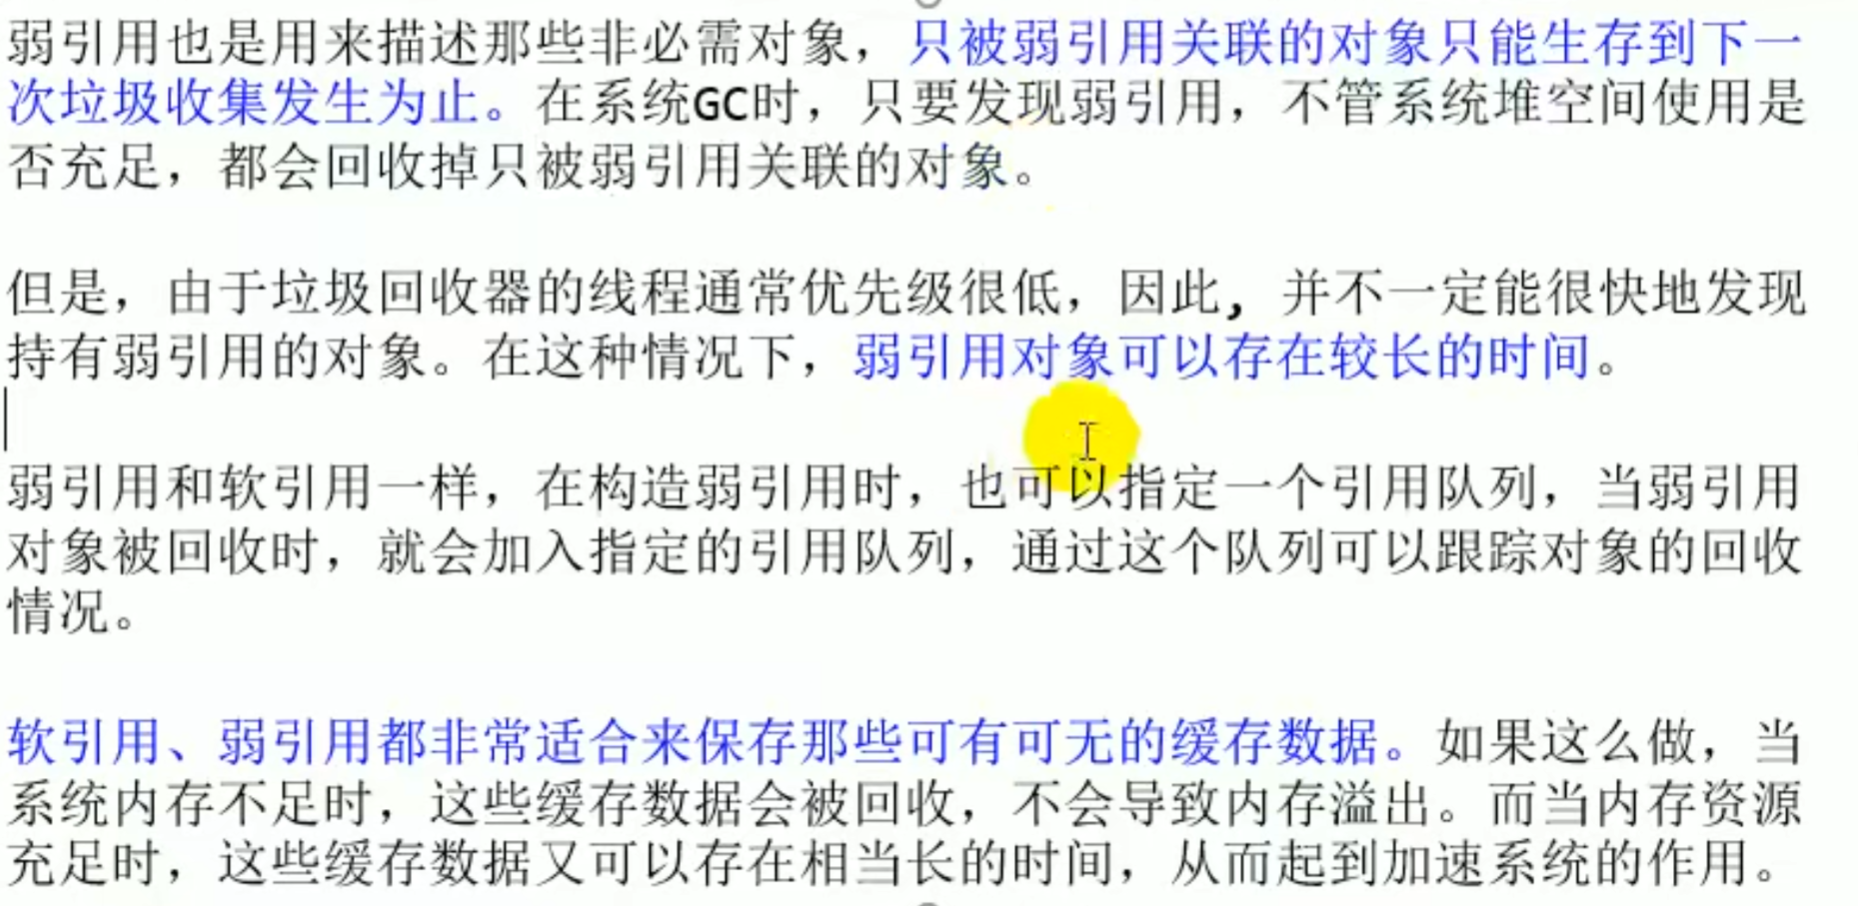 弱引用也是用来描述那些非必需对象，只被弱引用关联的对象只能生存到下一
次垃圾收集发生为止。在系统GC时，只要发现弱引用，不管系统堆空间使用是
否充足，都会回收掉只被弱引用关联的对象。
但是，由于垃圾回收器的线程通常优先级很低，因此,并不一定能很快地发现
持有弱引用的对象。在这种情况下，弱引用对象可以存在较长的时间。
弱引用和软引用一样，在构造弱引用时，也可以指定一个引用队列，当弱引用
对象被回收时，就会加入指定的引用队列，通过这个队列可以跟踪对象的回收
情况。
软引用、弱引用都非常适合来保存那些可有可无的缓存数据。如果这么做，当
系统内存不足时，这些缓存数据会被回收，不会导致内存溢出。而当内存资源
充足时，这些缓存数据又可以存在相当长的时间，从而起到加速系统的作用。